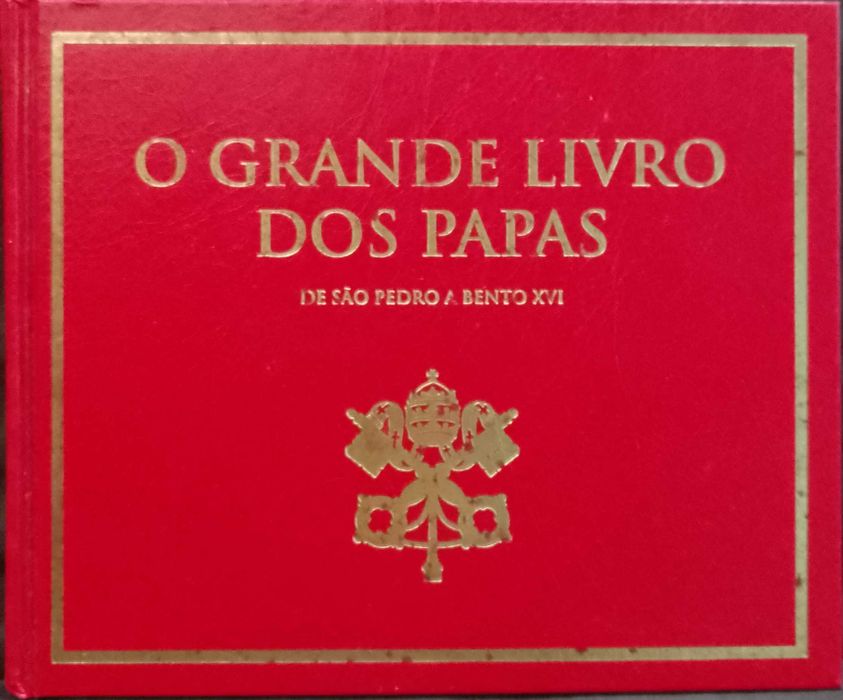 O GRANDE LIVRO
DOS PAPAS
DE SÃO PEDRO A BENTO XVI